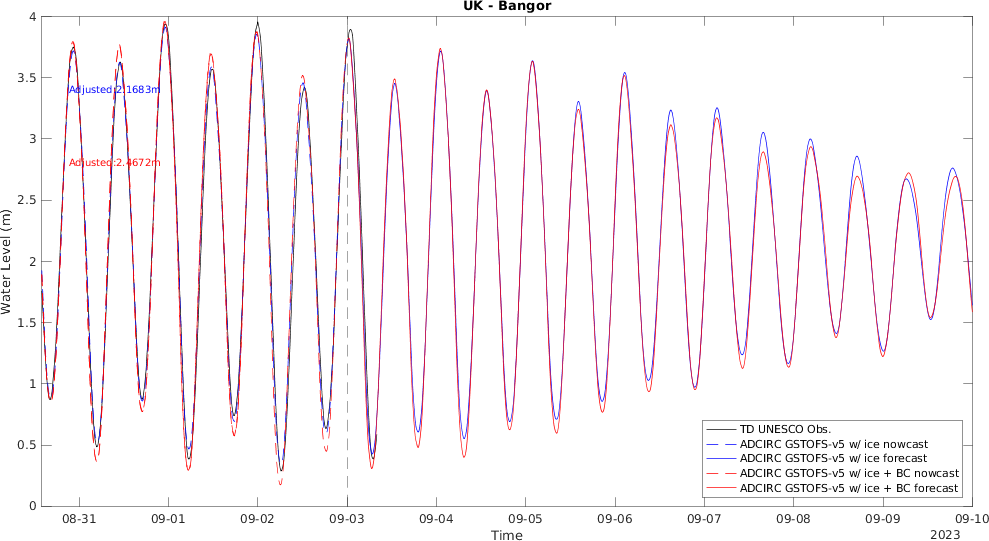 UK - Bangor
4
3.5
3
2.5
2
1.5
1
0.5
0
Water Level (m)
Adjusted:2.1683m
Adjusted:2.4672m
TD UNESCO Obs.
ADCIRC GSTOFS-v5 w/ ice nowcast
ADCIRC GSTOFS-v5 w/ ice forecast
ADCIRC GSTOFS-v5 w/ ice + BC nowcast
ADCIRC GSTOFS-v5 w/ ice + BC forecast
08-31 09-01 09-02 09-03 09-04 09-05 09-06 09-07 09-08 09-09 09-10
Time
2023